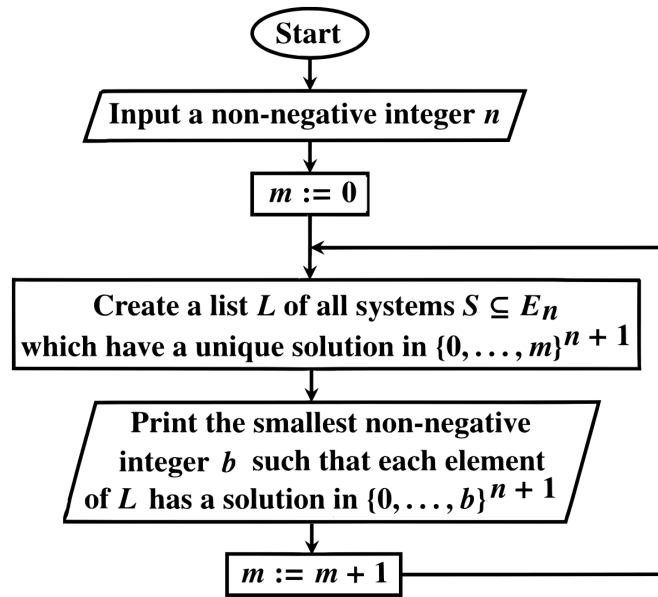 Start
Input a non-negative integer n
m := 0
Create a list L of all systems S ⊆ Eₙ
which have a unique solution in {0, . . . , m}ⁿ ⁺ ¹
Print the smallest non-negative
integer b such that each element
of L has a solution in {0, . . . , b}ⁿ ⁺ ¹
m := m + 1